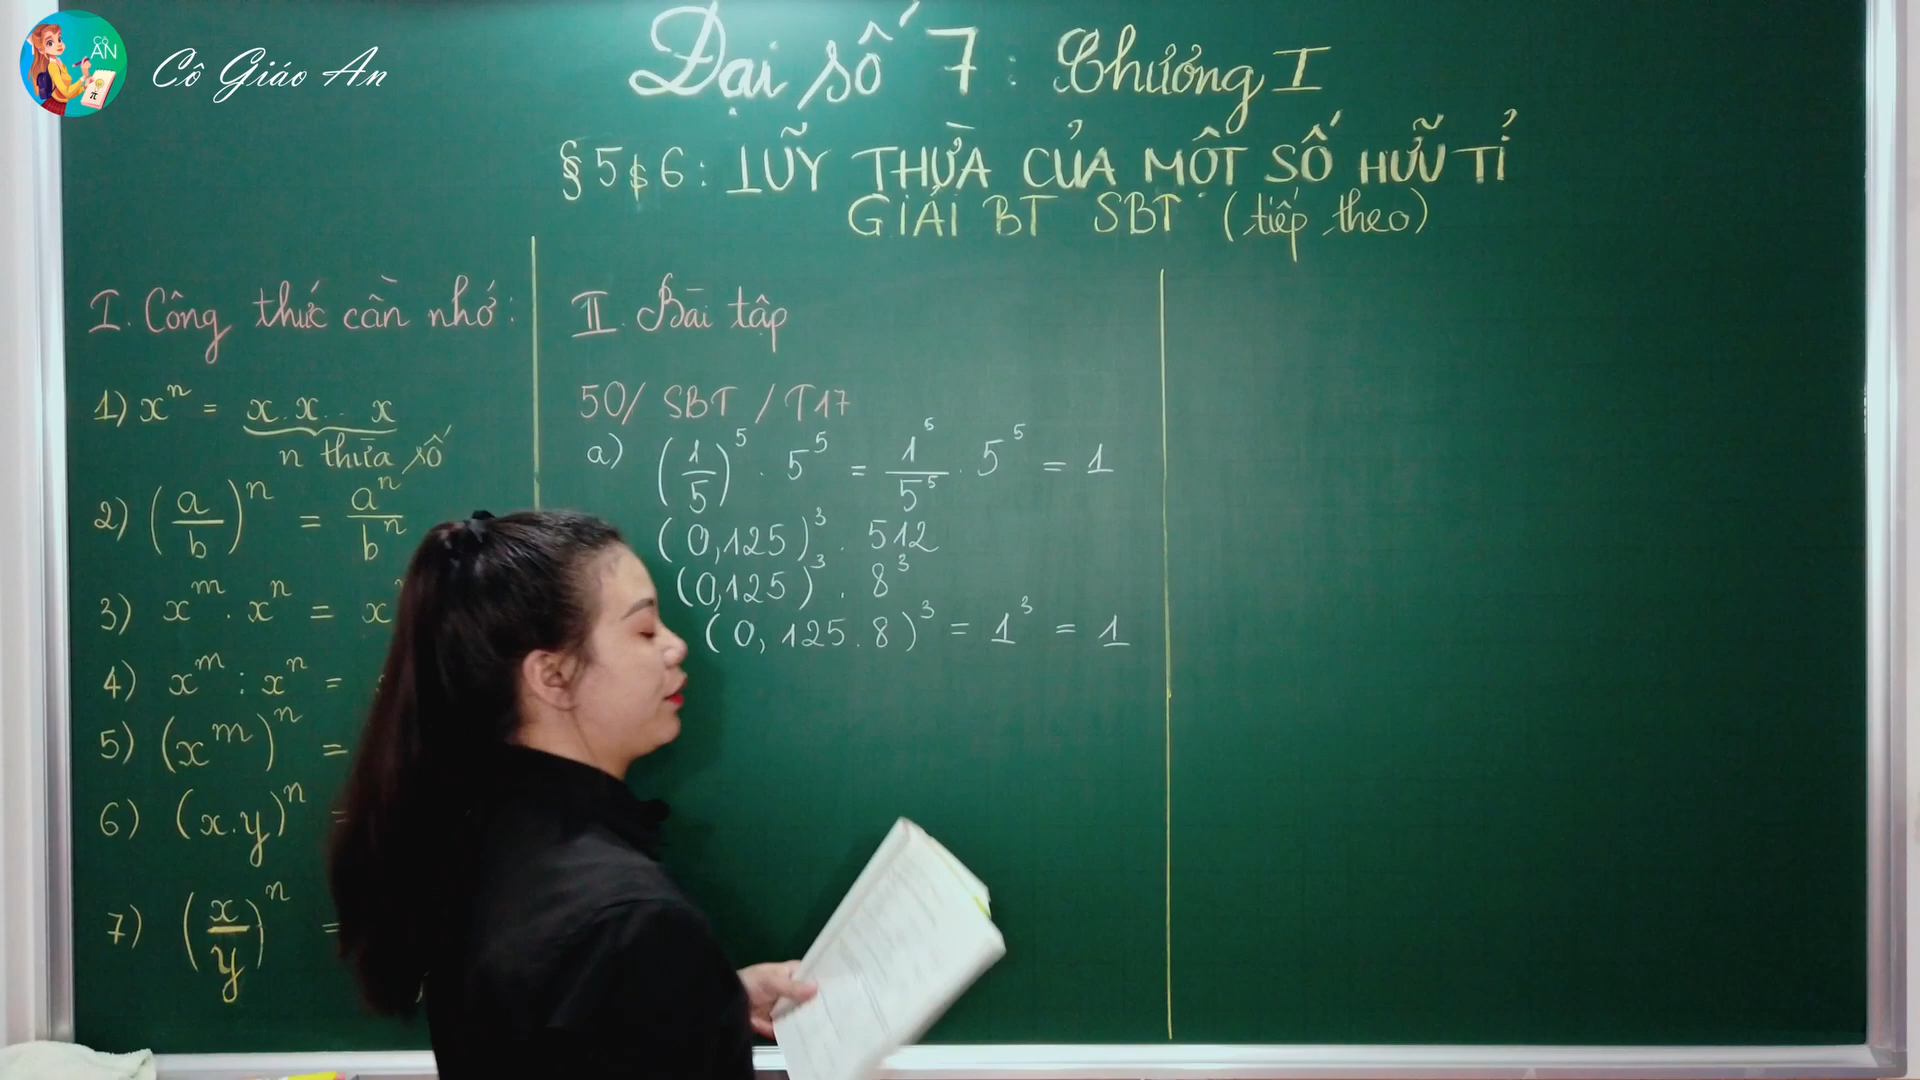 Cô AN
Cô Giáo An
Đại số 7: Chương I
§ 5 & 6: LŨY THỪA CỦA MỘT SỐ HỮU TỈ
GIẢI BT SBT (tiếp theo)
I. Công thức cần nhớ:
1) xⁿ = x.x...x
n thừa số
2) (a/b)ⁿ = aⁿ/bⁿ
3) xᵐ . xⁿ = x
4) xᵐ : xⁿ =
5) (xᵐ)ⁿ =
6) (x.y)ⁿ =
7) (x/y)ⁿ =
II. Bài tập
50/ SBT / T17
a) (1/5)⁵ . 5⁵ = 1⁵/5⁵ . 5⁵ = 1
(0,125)³ . 512
(0,125)³ . 8³
(0,125.8)³ = 1³ = 1